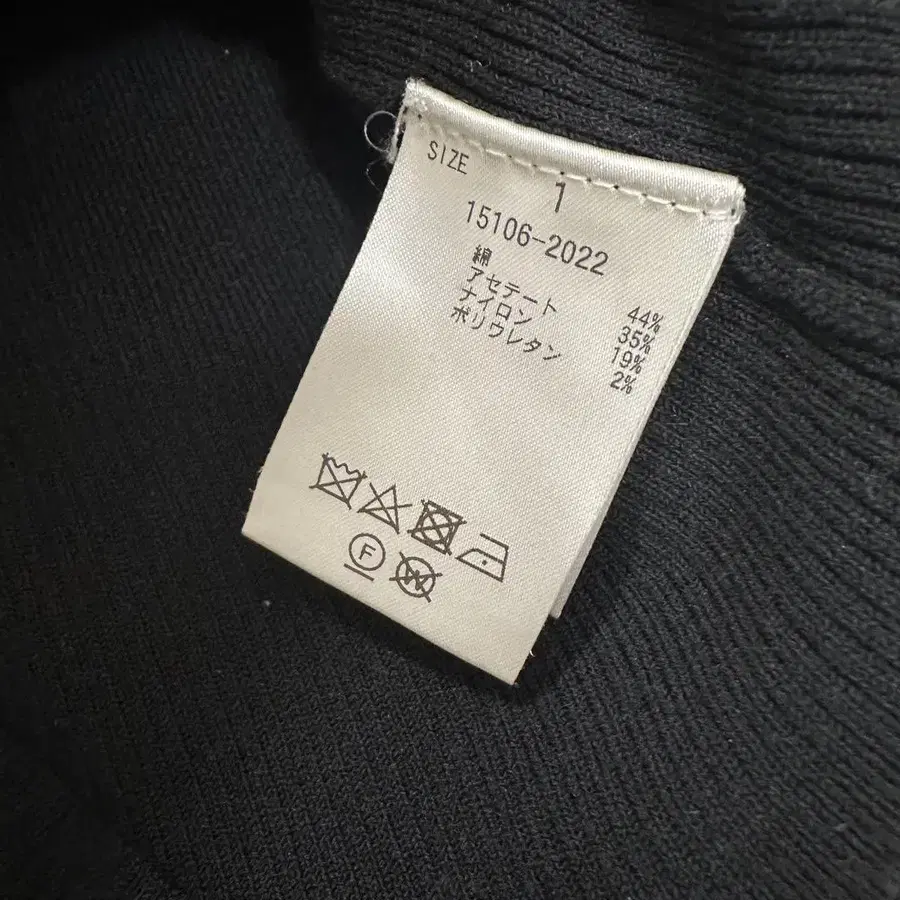 SIZE
1
15106-2022
綿 44%
アセテート 35%
ナイロン 19%
ポリウレタン 2%
F
W